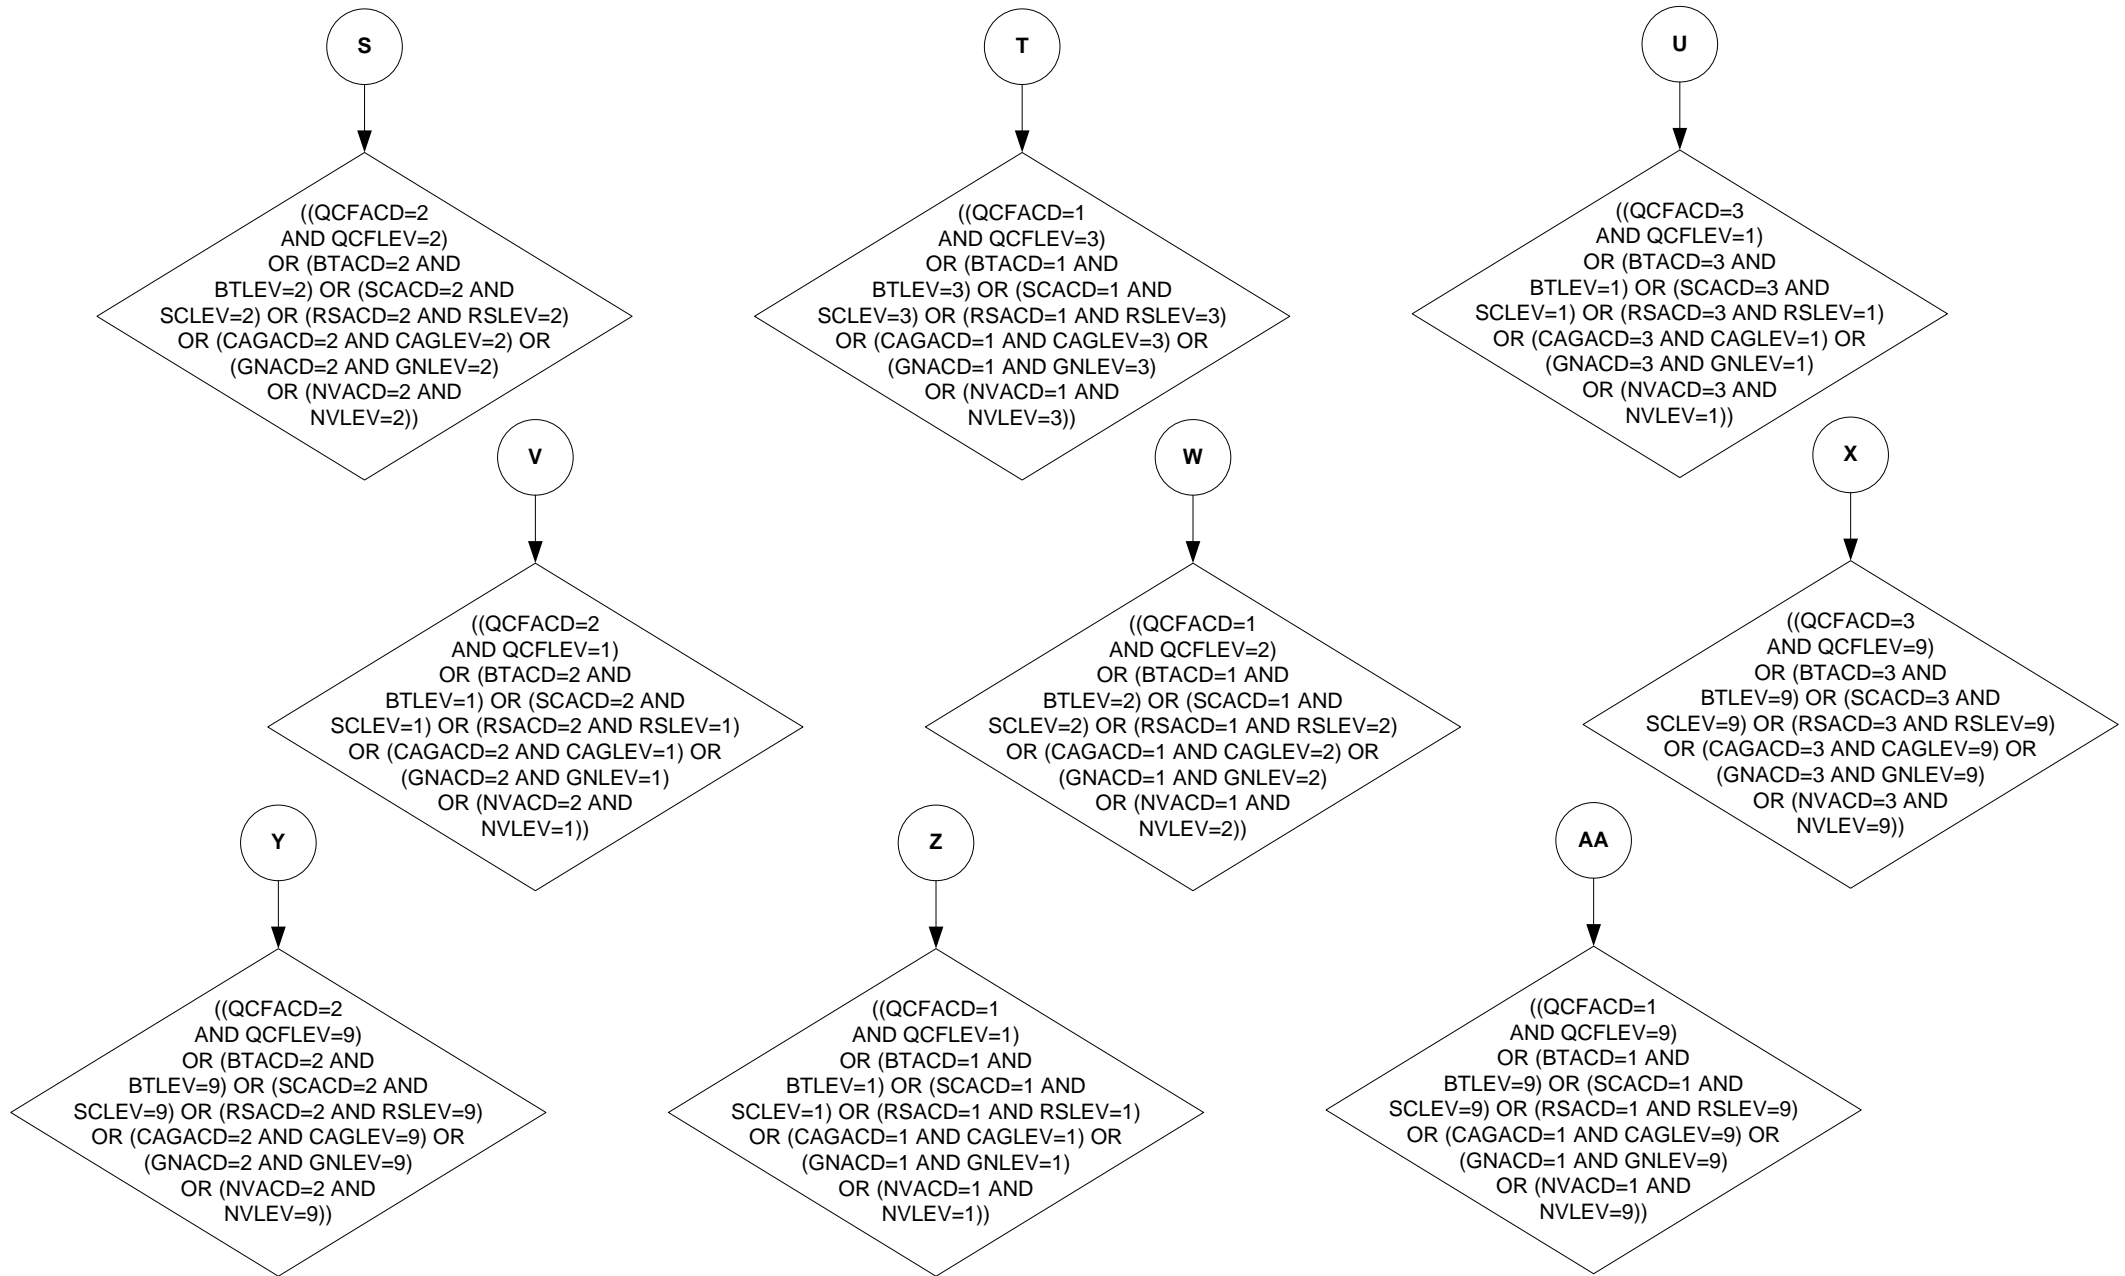 S
((QCFACD=2
AND QCFLEV=2)
OR (BTACD=2 AND
BTLEV=2) OR (SCACD=2 AND
SCLEV=2) OR (RSACD=2 AND RSLEV=2)
OR (CAGACD=2 AND CAGLEV=2) OR
(GNACD=2 AND GNLEV=2)
OR (NVACD=2 AND
NVLEV=2))
T
((QCFACD=1
AND QCFLEV=3)
OR (BTACD=1 AND
BTLEV=3) OR (SCACD=1 AND
SCLEV=3) OR (RSACD=1 AND RSLEV=3)
OR (CAGACD=1 AND CAGLEV=3) OR
(GNACD=1 AND GNLEV=3)
OR (NVACD=1 AND
NVLEV=3))
U
((QCFACD=3
AND QCFLEV=1)
OR (BTACD=3 AND
BTLEV=1) OR (SCACD=3 AND
SCLEV=1) OR (RSACD=3 AND RSLEV=1)
OR (CAGACD=3 AND CAGLEV=1) OR
(GNACD=3 AND GNLEV=1)
OR (NVACD=3 AND
NVLEV=1))
V
((QCFACD=2
AND QCFLEV=1)
OR (BTACD=2 AND
BTLEV=1) OR (SCACD=2 AND
SCLEV=1) OR (RSACD=2 AND RSLEV=1)
OR (CAGACD=2 AND CAGLEV=1) OR
(GNACD=2 AND GNLEV=1)
OR (NVACD=2 AND
NVLEV=1))
W
((QCFACD=1
AND QCFLEV=2)
OR (BTACD=1 AND
BTLEV=2) OR (SCACD=1 AND
SCLEV=2) OR (RSACD=1 AND RSLEV=2)
OR (CAGACD=1 AND CAGLEV=2) OR
(GNACD=1 AND GNLEV=2)
OR (NVACD=1 AND
NVLEV=2))
X
((QCFACD=3
AND QCFLEV=9)
OR (BTACD=3 AND
BTLEV=9) OR (SCACD=3 AND
SCLEV=9) OR (RSACD=3 AND RSLEV=9)
OR (CAGACD=3 AND CAGLEV=9) OR
(GNACD=3 AND GNLEV=9)
OR (NVACD=3 AND
NVLEV=9))
Y
((QCFACD=2
AND QCFLEV=9)
OR (BTACD=2 AND
BTLEV=9) OR (SCACD=2 AND
SCLEV=9) OR (RSACD=2 AND RSLEV=9)
OR (CAGACD=2 AND CAGLEV=9) OR
(GNACD=2 AND GNLEV=9)
OR (NVACD=2 AND
NVLEV=9))
Z
((QCFACD=1
AND QCFLEV=1)
OR (BTACD=1 AND
BTLEV=1) OR (SCACD=1 AND
SCLEV=1) OR (RSACD=1 AND RSLEV=1)
OR (CAGACD=1 AND CAGLEV=1) OR
(GNACD=1 AND GNLEV=1)
OR (NVACD=1 AND
NVLEV=1))
AA
((QCFACD=1
AND QCFLEV=9)
OR (BTACD=1 AND
BTLEV=9) OR (SCACD=1 AND
SCLEV=9) OR (RSACD=1 AND RSLEV=9)
OR (CAGACD=1 AND CAGLEV=9) OR
(GNACD=1 AND GNLEV=9)
OR (NVACD=1 AND
NVLEV=9))